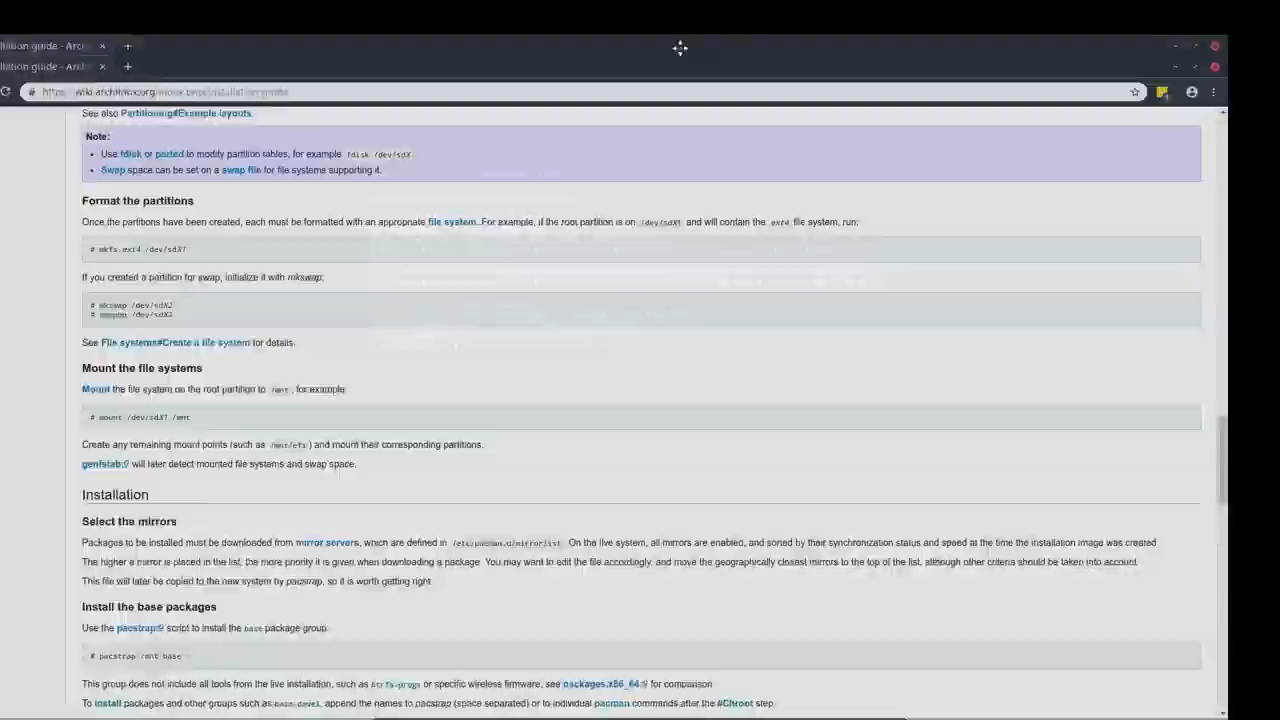 llation guide - Arc
llation guide - Arc
https wiki.archlinux.org
See also Partitioning#Example layouts.
Note:
• Use fdisk or parted to modify partition tables, for example fdisk /dev/sdX
• Swap space can be set on a swap file for file systems supporting it.
Format the partitions
Once the partitions have been created, each must be formatted with an appropriate file system. For example, if the root partition is on /dev/sdX1 and will contain the ext4 file system, run:
# mkfs.ext4 /dev/sdX1
If you created a partition for swap, initialize it with mkswap:
# mkswap /dev/sdX2
# swapon /dev/sdX2
See File systems#Create a file system for details.
Mount the file systems
Mount the file system on the root partition to /mnt, for example
# mount /dev/sdX1 /mnt
Create any remaining mount points (such as /mnt/efi) and mount their corresponding partitions.
genfstab will later detect mounted file systems and swap space.
Installation
Select the mirrors
Packages to be installed must be downloaded from mirror servers, which are defined in /etc/pacman.d/mirrorlist. On the live system, all mirrors are enabled, and sorted by their synchronization status and speed at the time the installation image was created
The higher a mirror is placed in the list, the more priority it is given when downloading a package. You may want to edit the file accordingly, and move the geographically closest mirrors to the top of the list, although other criteria should be taken into account.
This file will later be copied to the new system by pacstrap, so it is worth getting right.
Install the base packages
Use the pacstrap script to install the base package group:
# pacstrap /mnt base
This group does not include all tools from the live installation, such as btrfs-progs or specific wireless firmware, see packages.x86_64 for comparison
To install packages and other groups such as base-devel, append the names to pacstrap (space separated) or to individual pacman commands after the #Chroot step.